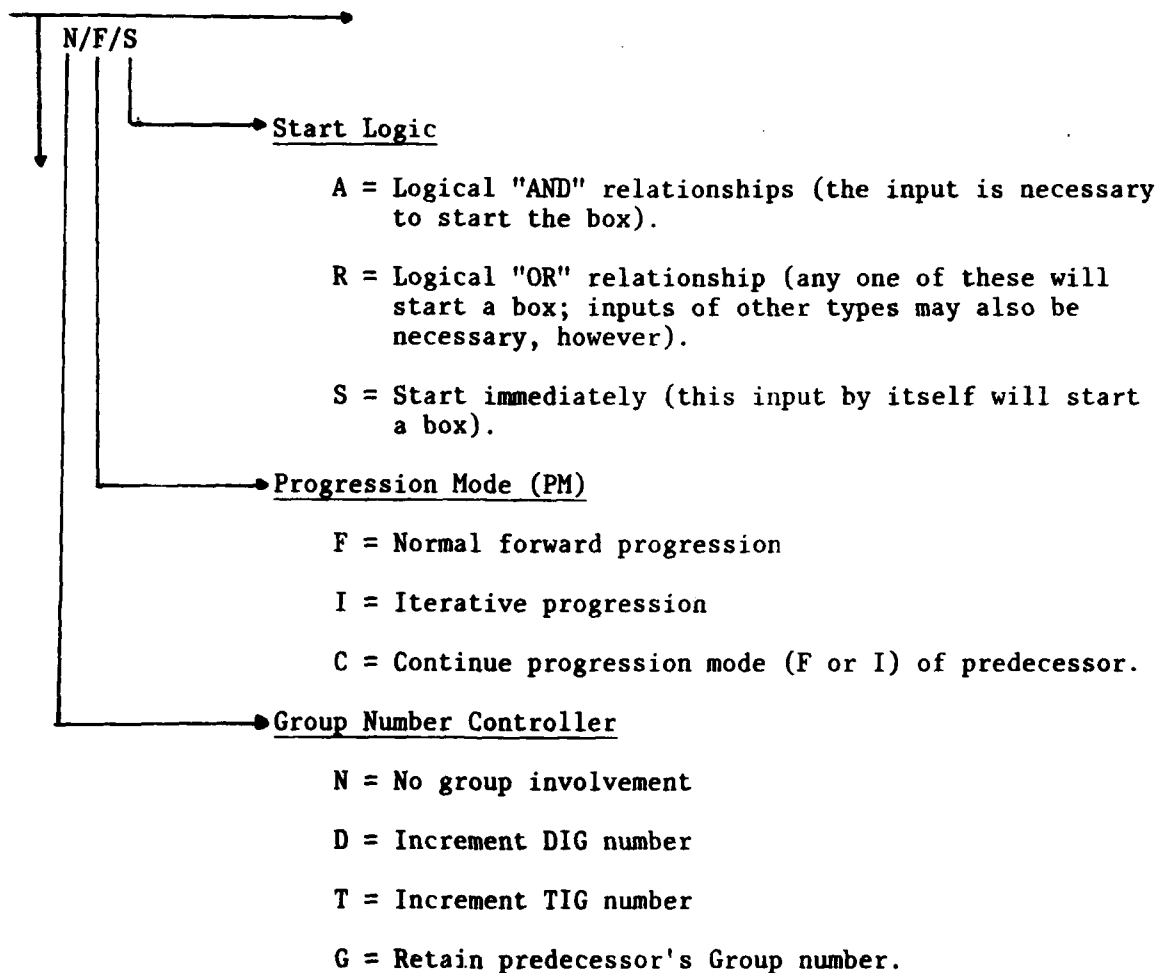 N/F/S
Start Logic
A = Logical "AND" relationships (the input is necessary
to start the box).
R = Logical "OR" relationship (any one of these will
start a box; inputs of other types may also be
necessary, however).
S = Start immediately (this input by itself will start
a box).
Progression Mode (PM)
F = Normal forward progression
I = Iterative progression
C = Continue progression mode (F or I) of predecessor.
Group Number Controller
N = No group involvement
D = Increment DIG number
T = Increment TIG number
G = Retain predecessor's Group number.